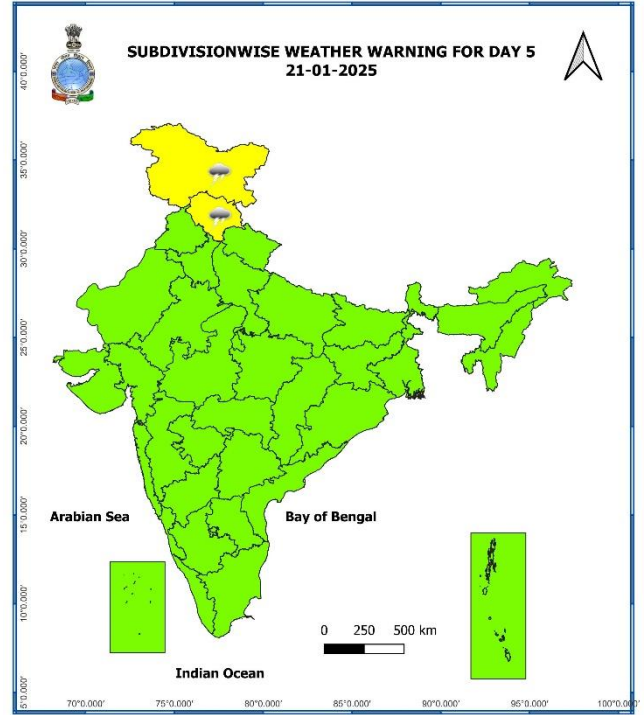 SUBDIVISIONWISE WEATHER WARNING FOR DAY 5
21-01-2025
40°0.000'
35°0.000'
30°0.000'
25°0.000'
20°0.000'
15°0.000'
10°0.000'
5°0.000'
Arabian Sea
Bay of Bengal
0 250 500 km
Indian Ocean
70°0.000' 75°0.000' 80°0.000' 85°0.000' 90°0.000' 95°0.000' 100°0.000'